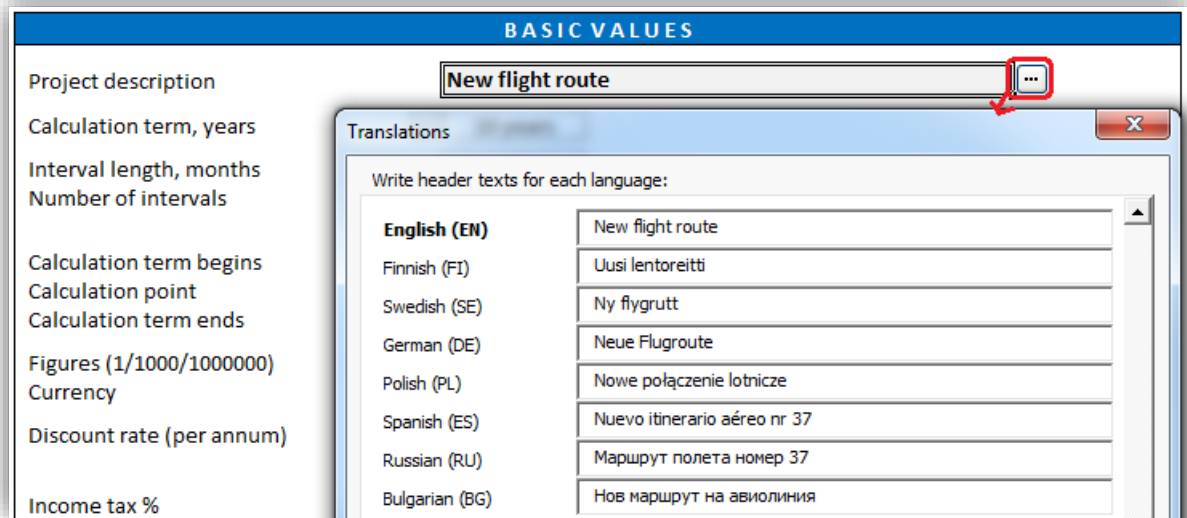 BASIC VALUES
Project description
New flight route
...
Calculation term, years
Interval length, months
Number of intervals
Calculation term begins
Calculation point
Calculation term ends
Figures (1/1000/1000000)
Currency
Discount rate (per annum)
Income tax %
Translations
Write header texts for each language:
English (EN) New flight route
Finnish (FI) Uusi lentoreitti
Swedish (SE) Ny flygrutt
German (DE) Neue Flugroute
Polish (PL) Nowe połączenie lotnicze
Spanish (ES) Nuevo itinerario aéreo nr 37
Russian (RU) Маршрут полета номер 37
Bulgarian (BG) Нов маршрут на авиолиния